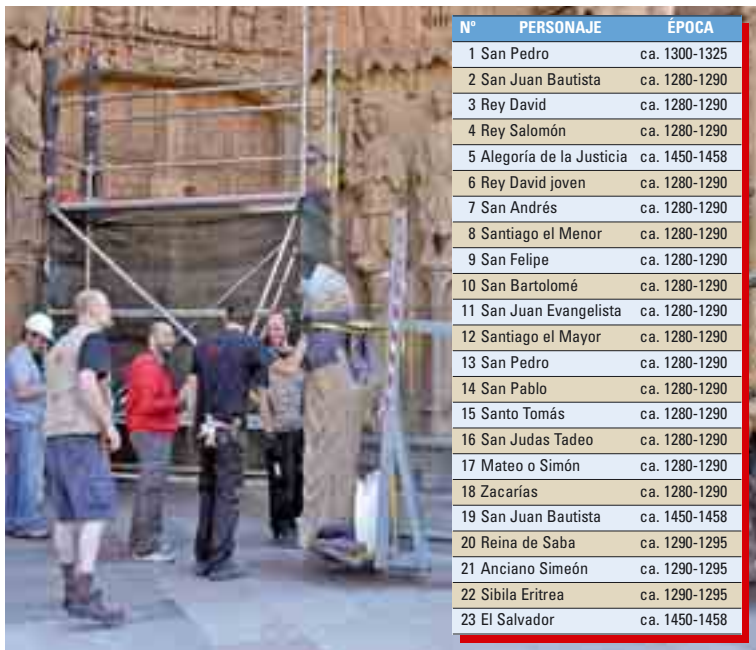 Nº PERSONAJE ÉPOCA
1 San Pedro ca. 1300-1325
2 San Juan Bautista ca. 1280-1290
3 Rey David ca. 1280-1290
4 Rey Salomón ca. 1280-1290
5 Alegoría de la Justicia ca. 1450-1458
6 Rey David joven ca. 1280-1290
7 San Andrés ca. 1280-1290
8 Santiago el Menor ca. 1280-1290
9 San Felipe ca. 1280-1290
10 San Bartolomé ca. 1280-1290
11 San Juan Evangelista ca. 1280-1290
12 Santiago el Mayor ca. 1280-1290
13 San Pedro ca. 1280-1290
14 San Pablo ca. 1280-1290
15 Santo Tomás ca. 1280-1290
16 San Judas Tadeo ca. 1280-1290
17 Mateo o Simón ca. 1280-1290
18 Zacarías ca. 1280-1290
19 San Juan Bautista ca. 1450-1458
20 Reina de Saba ca. 1290-1295
21 Anciano Simeón ca. 1290-1295
22 Sibila Eritrea ca. 1290-1295
23 El Salvador ca. 1450-1458